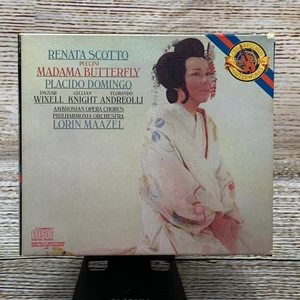 RENATA SCOTTO
PUCCINI
MADAMA BUTTERFLY
PLACIDO DOMINGO
INGVAR GILLIAN FLORINDO
WIXELL KNIGHT ANDREOLLI
AMBROSIAN OPERA CHORUS
PHILHARMONIA ORCHESTRA
LORIN MAAZEL